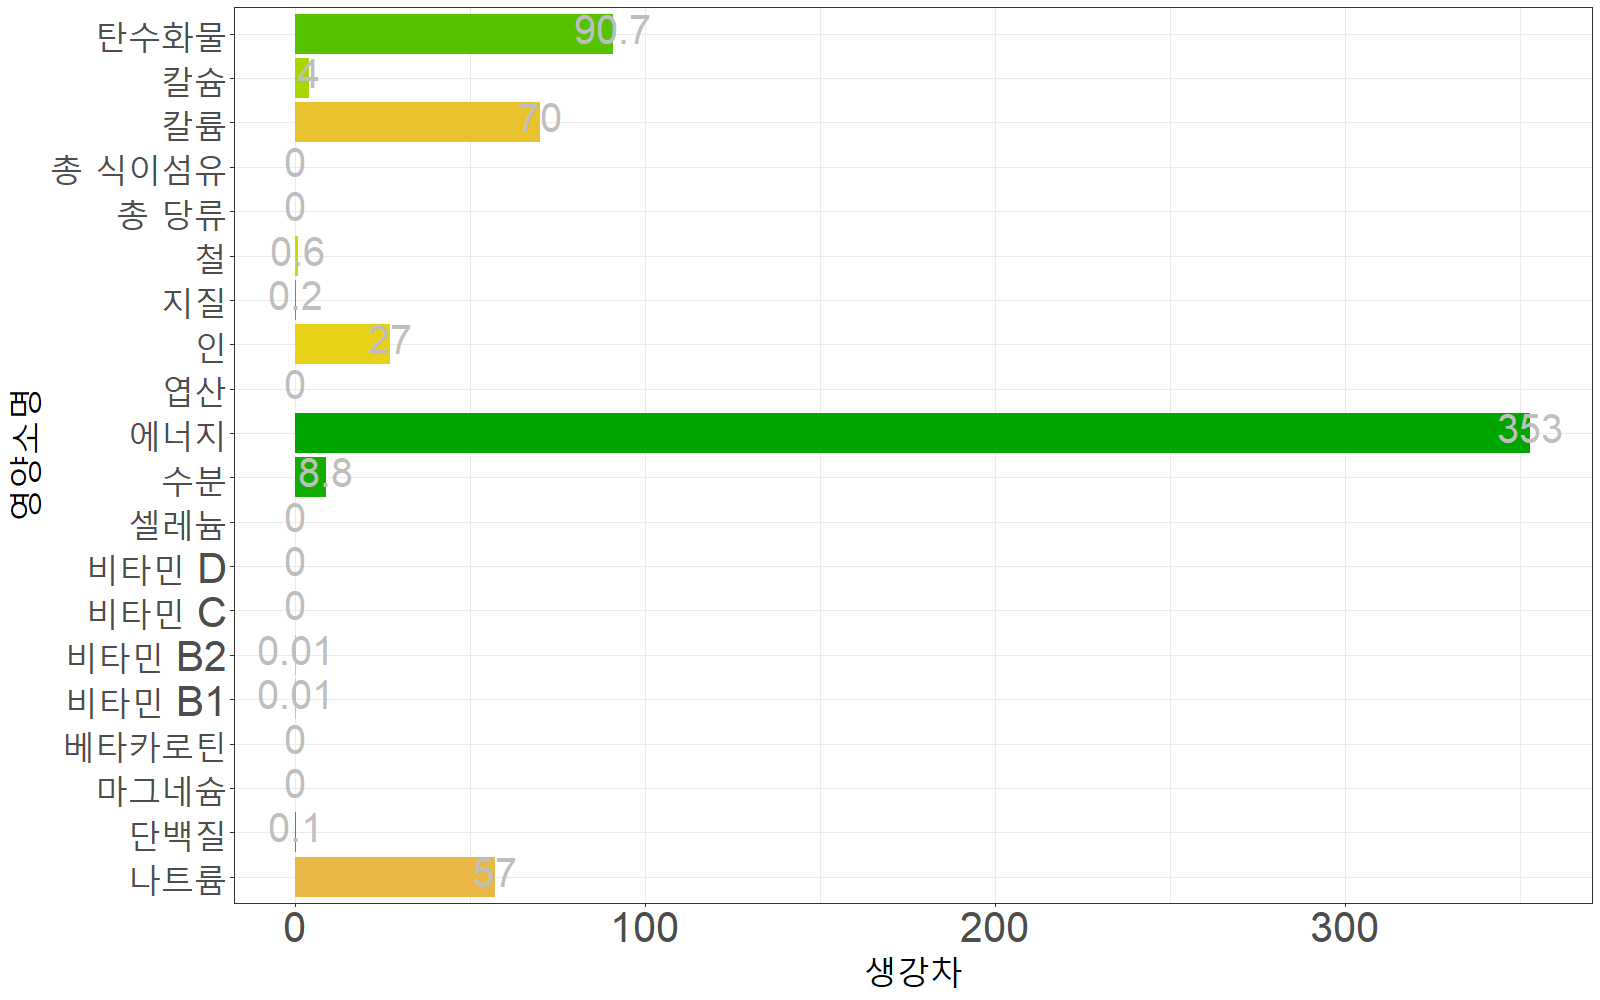 영양소명
탄수화물 90.7
칼슘 4
칼륨 70
총 식이섬유 0
총 당류 0
철 0.6
지질 0.2
인 27
엽산 0
에너지 353
수분 8.8
셀레늄 0
비타민 D 0
비타민 C 0
비타민 B2 0.01
비타민 B1 0.01
베타카로틴 0
마그네슘 0
단백질 0.1
나트륨 57
0 100 200 300
생강차